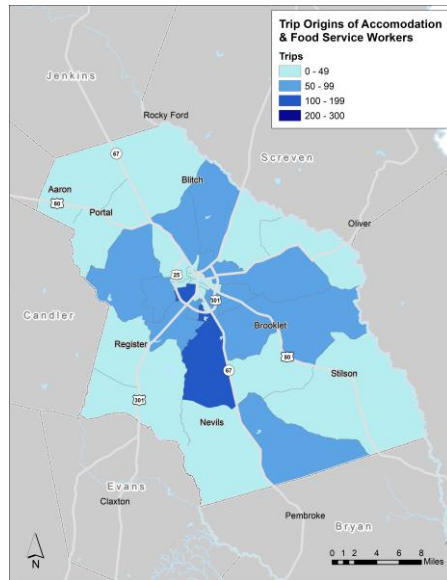 Trip Origins of Accomodation
& Food Service Workers
Trips
0 - 49
50 - 99
100 - 199
200 - 300
Jenkins
Rocky Ford
67
Screven
Aaron
Blitch
80
Portal
Oliver
25
Candler
301
Brooklet
Register
80
Stilson
67
301
Nevils
Evans
Claxton
Pembroke
Bryan
N
0 1 2 4 6 8
Miles